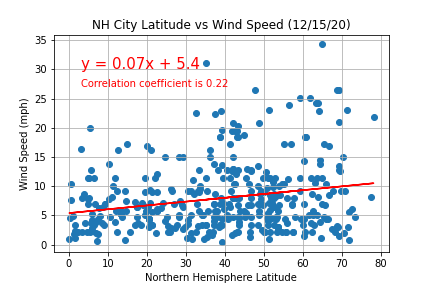 NH City Latitude vs Wind Speed (12/15/20)
35
30
25
20
15
10
5
0
Wind Speed (mph)
y = 0.07x + 5.4
Correlation coefficient is 0.22
0 10 20 30 40 50 60 70 80
Northern Hemisphere Latitude